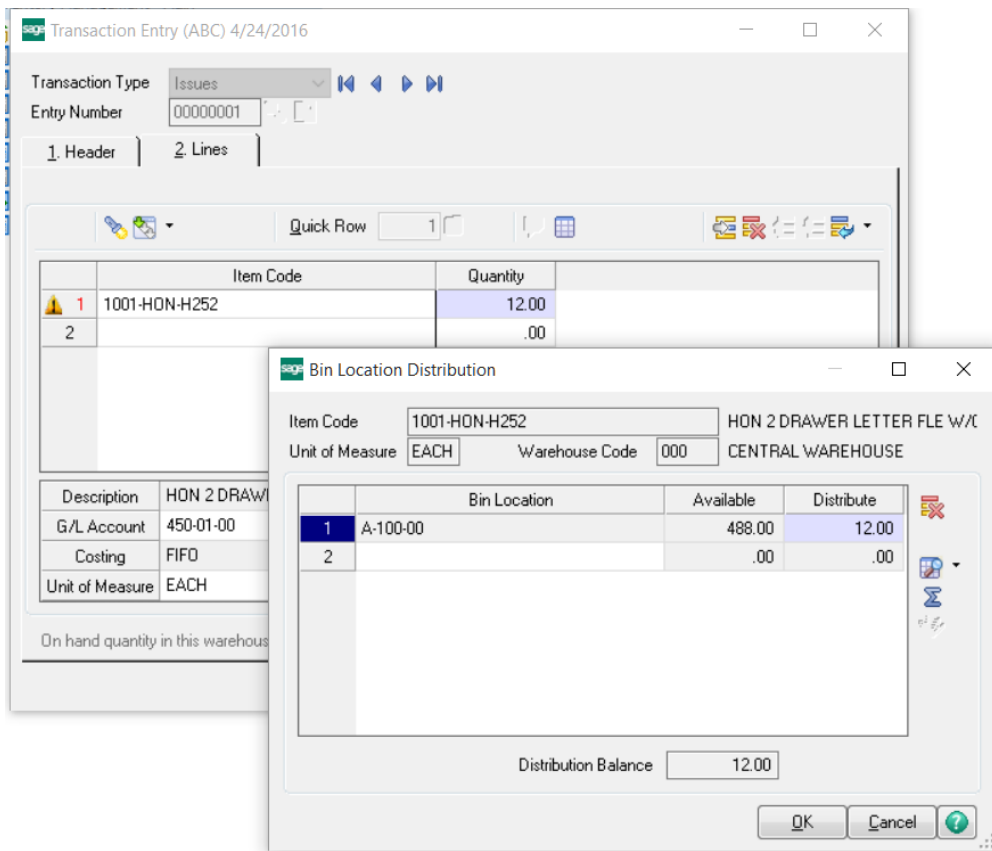 sage Transaction Entry (ABC) 4/24/2016
Transaction Type Issues
Entry Number 00000001
1. Header 2. Lines
Quick Row 1
Item Code Quantity
1 1001-HON-H252 12.00
2 .00
Description HON 2 DRAW
G/L Account 450-01-00
Costing FIFO
Unit of Measure EACH
On hand quantity in this warehous
sage Bin Location Distribution
Item Code 1001-HON-H252 HON 2 DRAWER LETTER FLE W/O
Unit of Measure EACH Warehouse Code 000 CENTRAL WAREHOUSE
Bin Location Available Distribute
1 A-100-00 488.00 12.00
2 .00 .00
Distribution Balance 12.00
OK Cancel ?